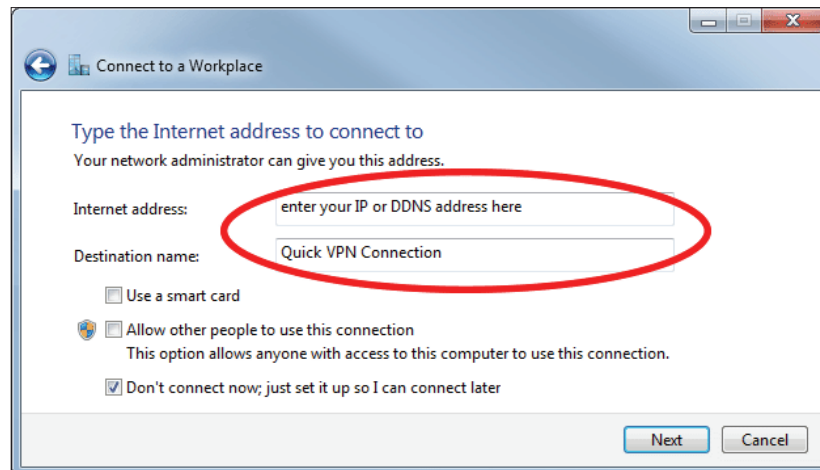 Connect to a Workplace
Type the Internet address to connect to
Your network administrator can give you this address.
Internet address: enter your IP or DDNS address here
Destination name: Quick VPN Connection
Use a smart card
Allow other people to use this connection
This option allows anyone with access to this computer to use this connection.
Don't connect now; just set it up so I can connect later
Next Cancel